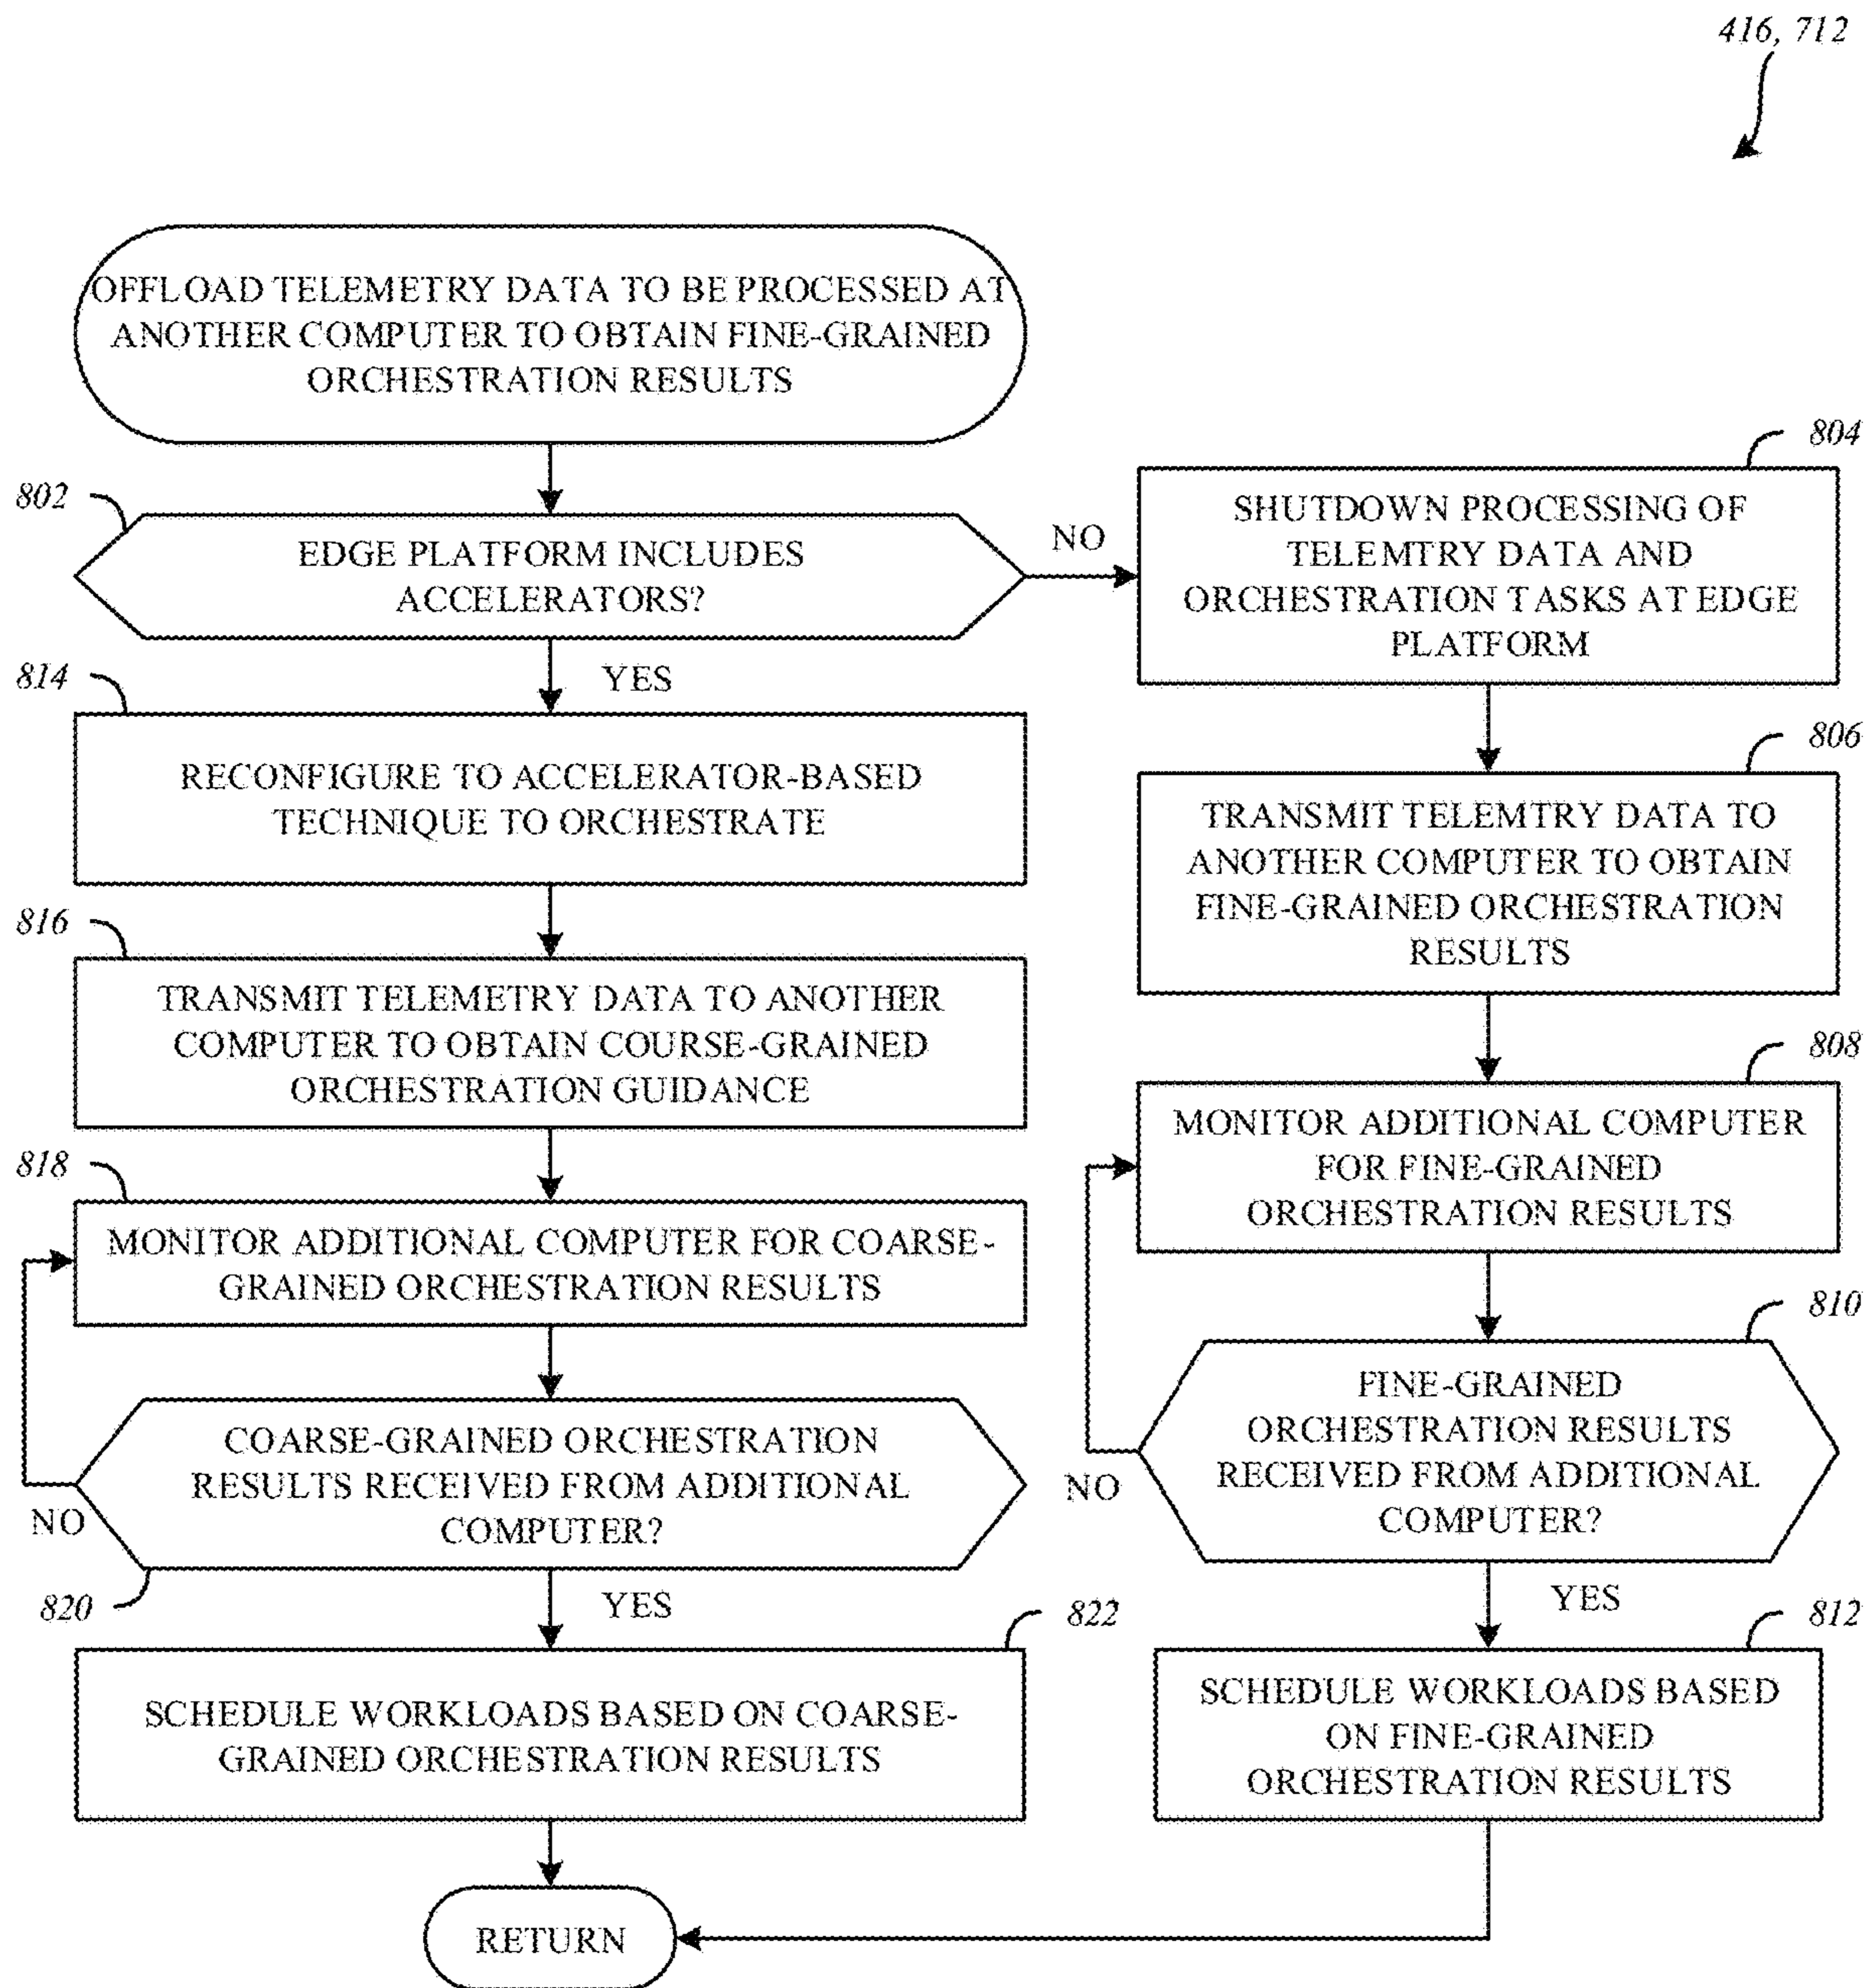 416, 712
OFFLOAD TELEMETRY DATA TO BE PROCESSED AT
ANOTHER COMPUTER TO OBTAIN FINE-GRAINED
ORCHESTRATION RESULTS
802
EDGE PLATFORM INCLUDES
ACCELERATORS?
NO
YES
804
SHUTDOWN PROCESSING OF
TELEMTRY DATA AND
ORCHESTRATION TASKS AT EDGE
PLATFORM
814
RECONFIGURE TO ACCELERATOR-BASED
TECHNIQUE TO ORCHESTRATE
806
TRANSMIT TELEMTRY DATA TO
ANOTHER COMPUTER TO OBTAIN
FINE-GRAINED ORCHESTRATION
RESULTS
816
TRANSMIT TELEMETRY DATA TO ANOTHER
COMPUTER TO OBTAIN COURSE-GRAINED
ORCHESTRATION GUIDANCE
808
MONITOR ADDITIONAL COMPUTER
FOR FINE-GRAINED
ORCHESTRATION RESULTS
818
MONITOR ADDITIONAL COMPUTER FOR COARSE-
GRAINED ORCHESTRATION RESULTS
810
FINE-GRAINED
ORCHESTRATION RESULTS
RECEIVED FROM ADDITIONAL
COMPUTER?
NO
YES
COARSE-GRAINED ORCHESTRATION
RESULTS RECEIVED FROM ADDITIONAL
COMPUTER?
NO
820
YES
822
SCHEDULE WORKLOADS BASED ON COARSE-
GRAINED ORCHESTRATION RESULTS
812
SCHEDULE WORKLOADS BASED
ON FINE-GRAINED
ORCHESTRATION RESULTS
RETURN